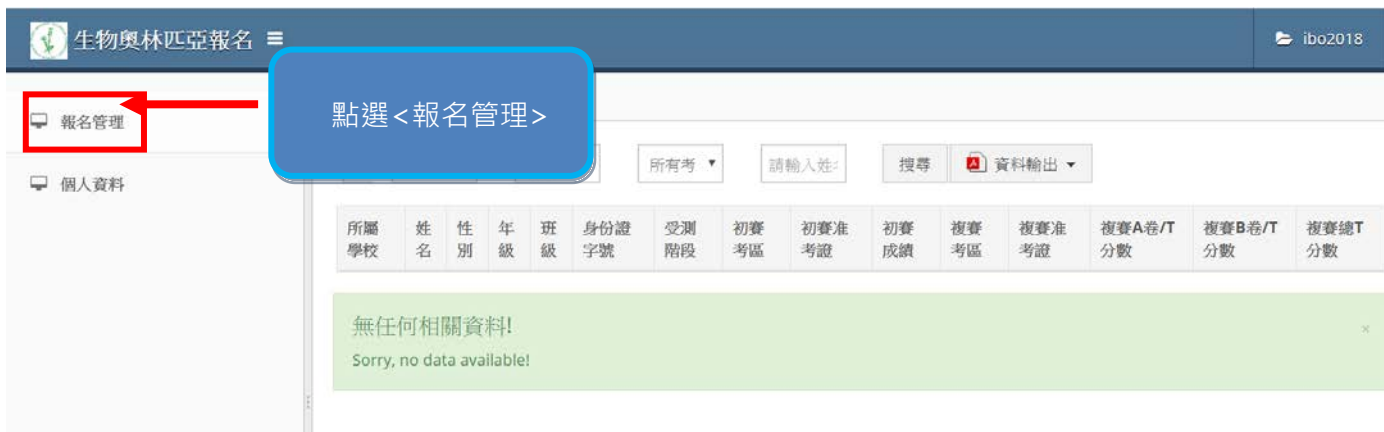 生物奧林匹亞報名
ibo2018
報名管理
個人資料
點選<報名管理>
所有考
請輸入姓
搜尋
資料輸出
所屬學校
姓名
性別
年級
班級
身份證字號
受測階段
初賽考區
初賽准考證
初賽成績
複賽考區
複賽准考證
複賽A卷/T分數
複賽B卷/T分數
複賽總T分數
無任何相關資料!
×
Sorry, no data available!